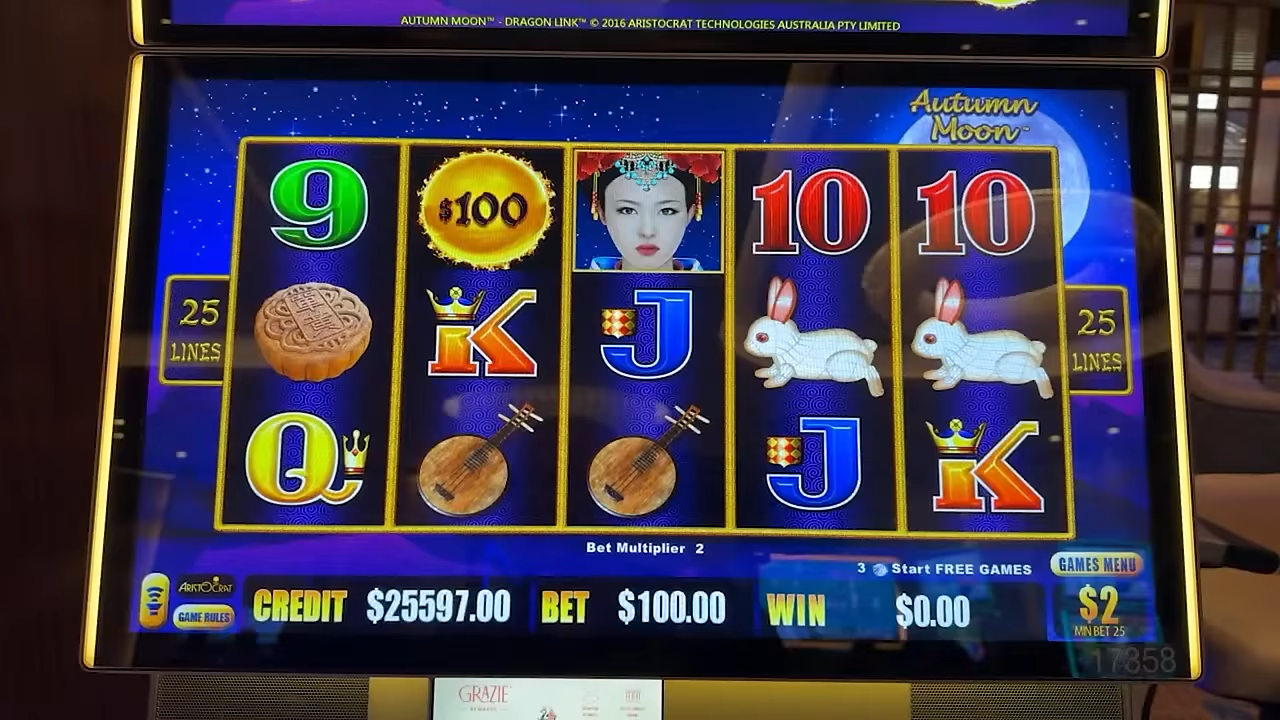 AUTUMN MOON™ - DRAGON LINK™ © 2016 ARISTOCRAT TECHNOLOGIES AUSTRALIA PTY LIMITED
Autumn
Moon™
9
$100
10
10
25
LINES
K
J
25
LINES
Q
J
K
Bet Multiplier 2
3 Start FREE GAMES
GAMES MENU
ARISTOCRAT
GAME RULES
CREDIT $25597.00
BET $100.00
WIN $0.00
$2
MIN BET 25
17358
GRAZIE
REWARDS